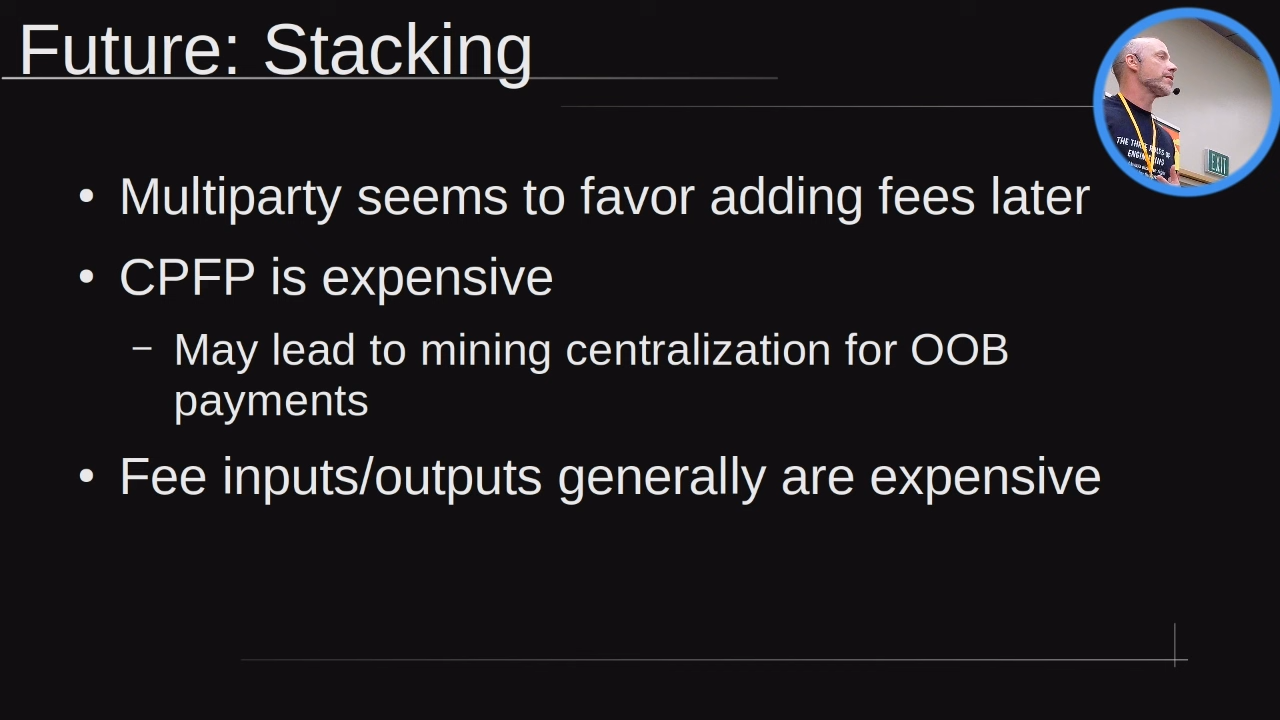 Future: Stacking
• Multiparty seems to favor adding fees later
• CPFP is expensive
– May lead to mining centralization for OOB
payments
• Fee inputs/outputs generally are expensive
EXIT